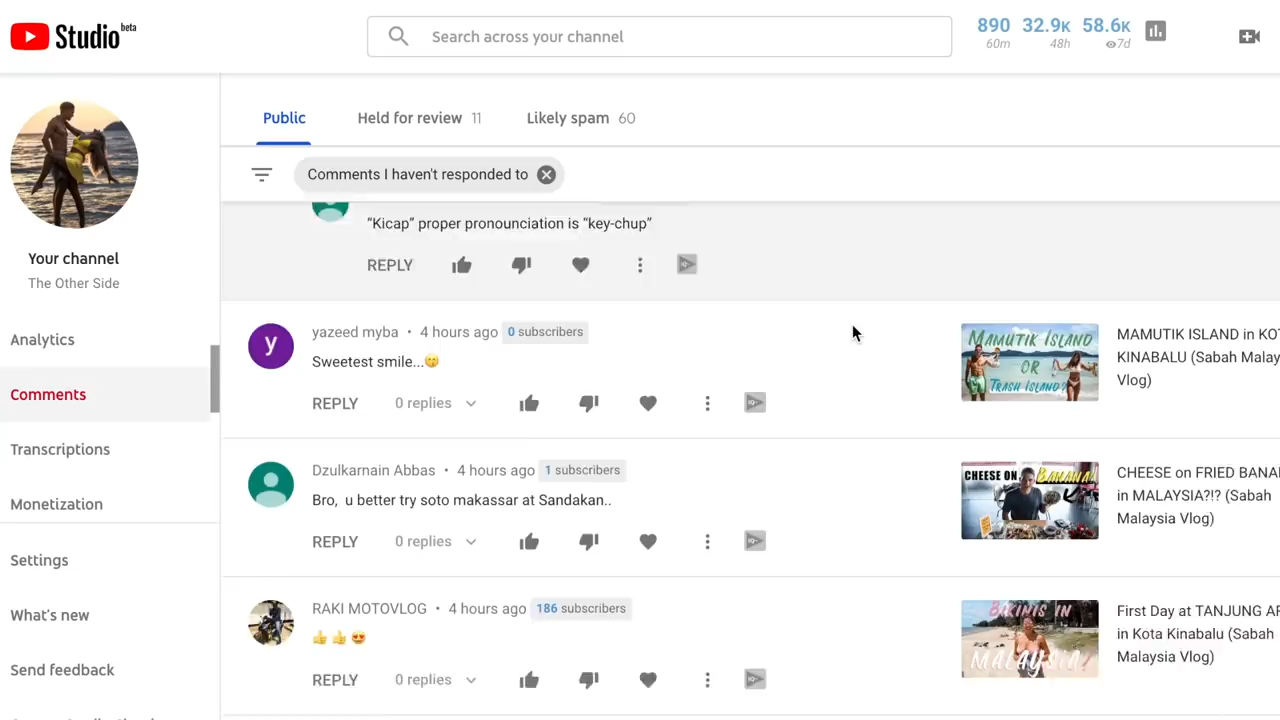 Studio beta
Search across your channel
890 32.9K 58.6K
60m 48h 7d
Your channel
The Other Side
Analytics
Comments
Transcriptions
Monetization
Settings
What's new
Send feedback
Public Held for review 11 Likely spam 60
Comments I haven't responded to
“Kicap” proper pronounciation is “key-chup”
REPLY
y
yazeed myba • 4 hours ago 0 subscribers
Sweetest smile...😋
REPLY 0 replies
MAMUTIK ISLAND
OR
TRASH ISLAND?
MAMUTIK ISLAND in KO
KINABALU (Sabah Malay
Vlog)
Dzulkarnain Abbas • 4 hours ago 1 subscribers
Bro, u better try soto makassar at Sandakan..
REPLY 0 replies
CHEESE ON BANANA!
CHEESE on FRIED BANA
in MALAYSIA?!? (Sabah
Malaysia Vlog)
RAKI MOTOVLOG • 4 hours ago 186 subscribers
👍👍😍
REPLY 0 replies
BIKINIS IN
MALAYSIA
First Day at TANJUNG AF
in Kota Kinabalu (Sabah
Malaysia Vlog)